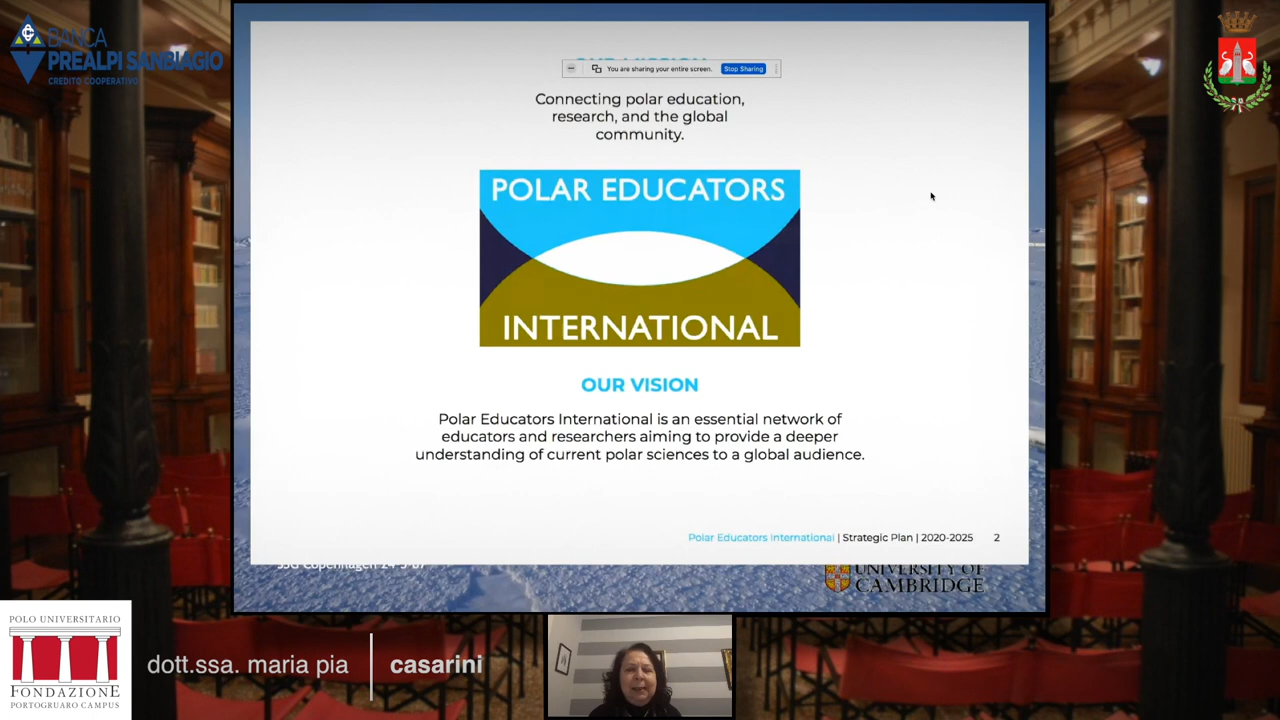 BANCA
PREALPI SANBIAGIO
CREDITO COOPERATIVO
You are sharing your entire screen.
Stop Sharing
Connecting polar education,
research, and the global
community.
POLAR EDUCATORS
INTERNATIONAL
OUR VISION
Polar Educators International is an essential network of
educators and researchers aiming to provide a deeper
understanding of current polar sciences to a global audience.
Polar Educators International | Strategic Plan | 2020-2025 2
UNIVERSITY OF
CAMBRIDGE
POLO UNIVERSITARIO
FONDAZIONE
PORTOGRUARO CAMPUS
dott.ssa. maria pia
casarini